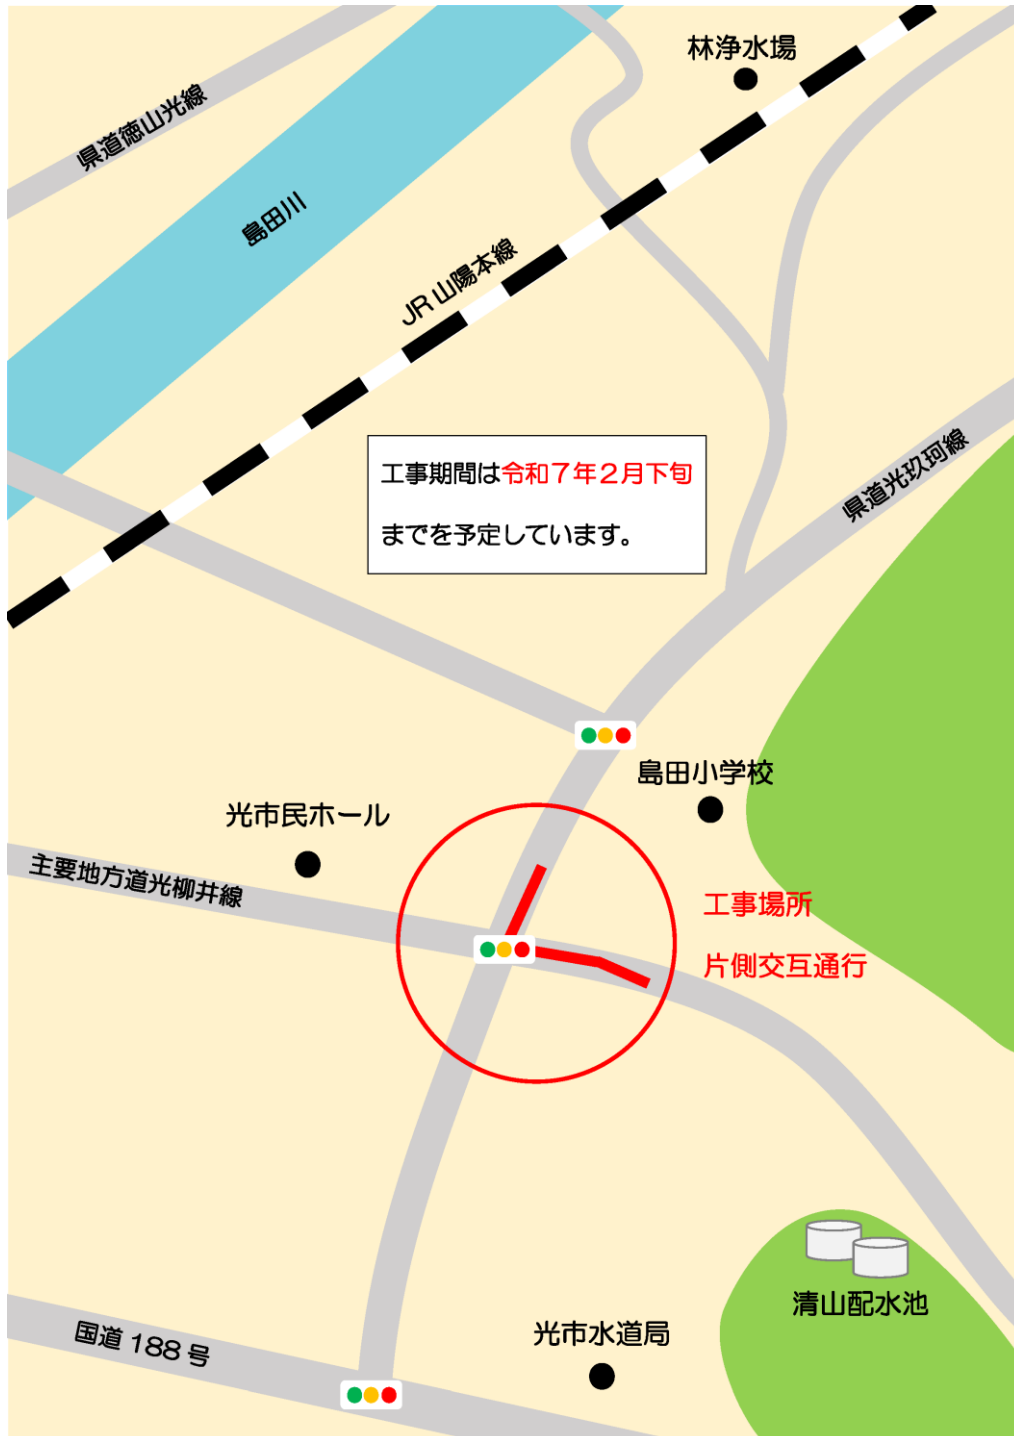 林浄水場
県道徳山光線
島田川
JR山陽本線
県道光玖珂線
工事期間は令和7年2月下旬
までを予定しています。
島田小学校
光市民ホール
主要地方道光柳井線
工事場所
片側交互通行
清山配水池
光市水道局
国道188号